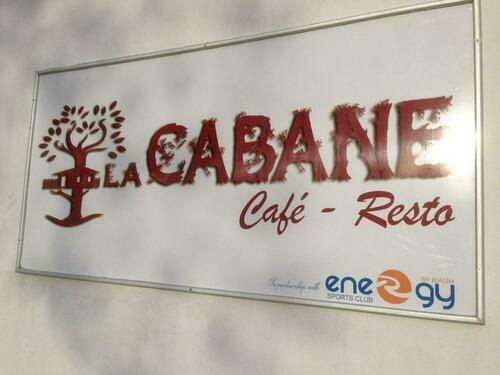 LA CABANE
Café - Resto
In partnership with
energy
BY RIADH
SPORTS CLUB